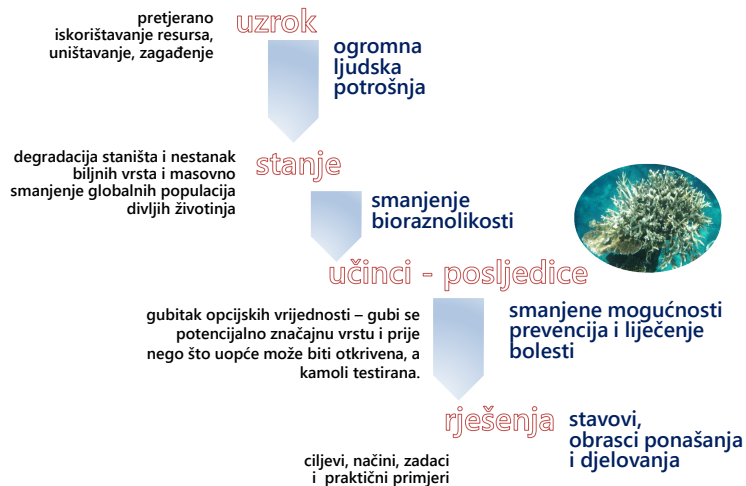 uzrok
pretjerano
iskorištavanje resursa,
uništavanje, zagađenje
ogromna
ljudska
potrošnja
stanje
degradacija staništa i nestanak
biljnih vrsta i masovno
smanjenje globalnih populacija
divljih životinja
smanjenje
bioraznolikosti
učinci - posljedice
gubitak opcijskih vrijednosti – gubi se
potencijalno značajnu vrstu i prije
nego što uopće može biti otkrivena, a
kamoli testirana.
smanjene mogućnosti
prevencija i liječenje
bolesti
rješenja
stavovi,
obrasci ponašanja
i djelovanja
ciljevi, načini, zadaci
i praktični primjeri